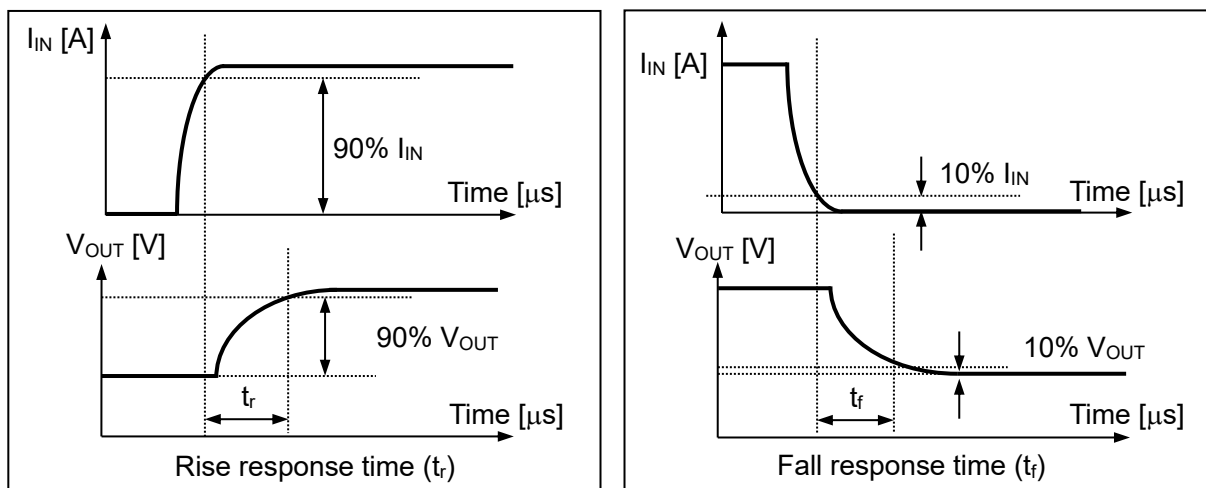 I_IN [A]
90% I_IN
Time [μs]
V_OUT [V]
90% V_OUT
t_r
Time [μs]
Rise response time (t_r)
I_IN [A]
10% I_IN
Time [μs]
V_OUT [V]
10% V_OUT
t_f
Time [μs]
Fall response time (t_f)